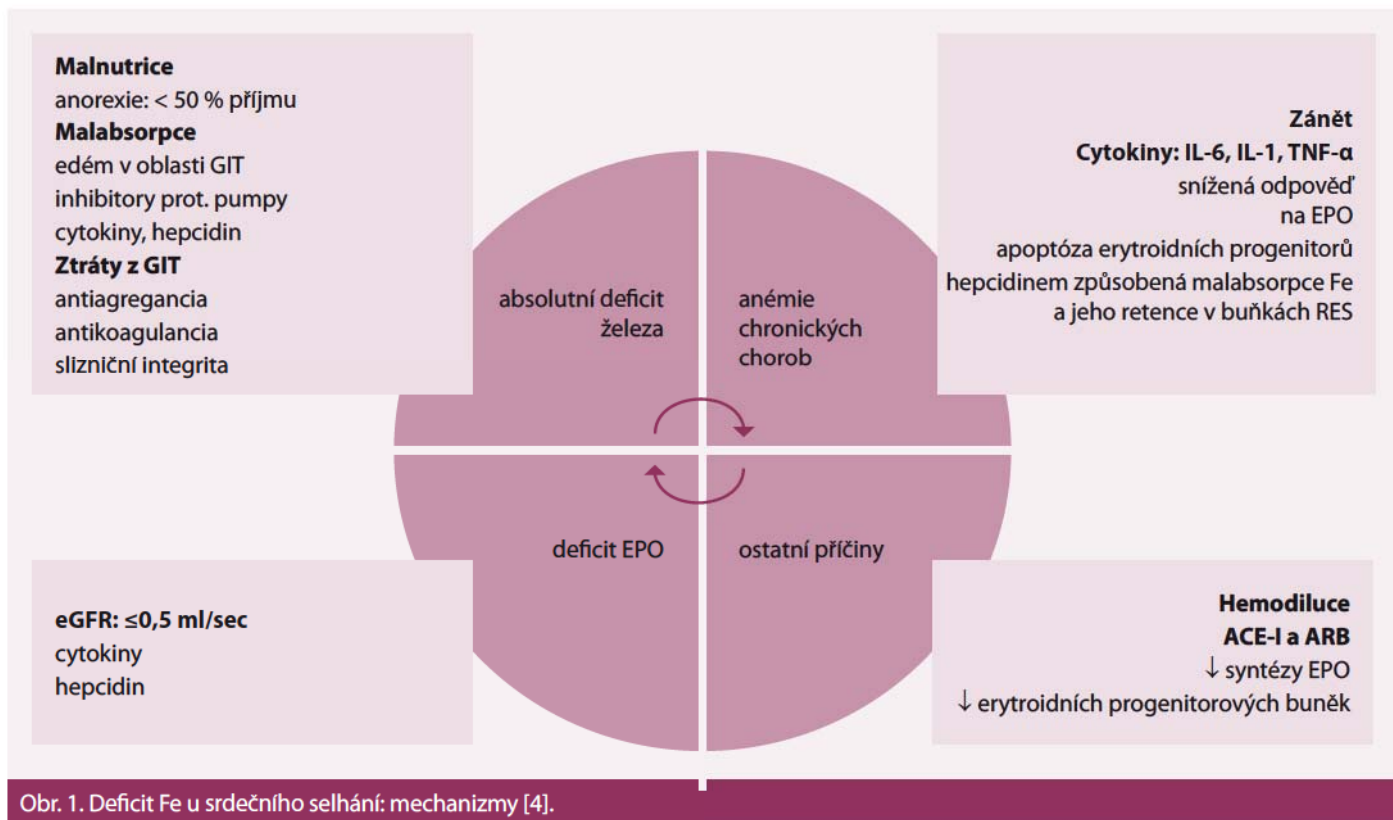 Malnutrice
anorexie: < 50 % příjmu
Malabsorpce
edém v oblasti GIT
inhibitory prot. pumpy
cytokiny, hepcidin
Ztráty z GIT
antiagregancia
antikoagulancia
slizniční integrita
Zánět
Cytokiny: IL-6, IL-1, TNF-α
snížená odpověď
na EPO
apoptóza erytroidních progenitorů
hepcidinem způsobená malabsorpce Fe
a jeho retence v buňkách RES
absolutní deficit
železa
anémie
chronických
chorob
deficit EPO
ostatní příčiny
eGFR: ≤0,5 ml/sec
cytokiny
hepcidin
Hemodiluce
ACE-I a ARB
↓ syntézy EPO
↓ erytroidních progenitorových buněk
Obr. 1. Deficit Fe u srdečního selhání: mechanizmy [4].